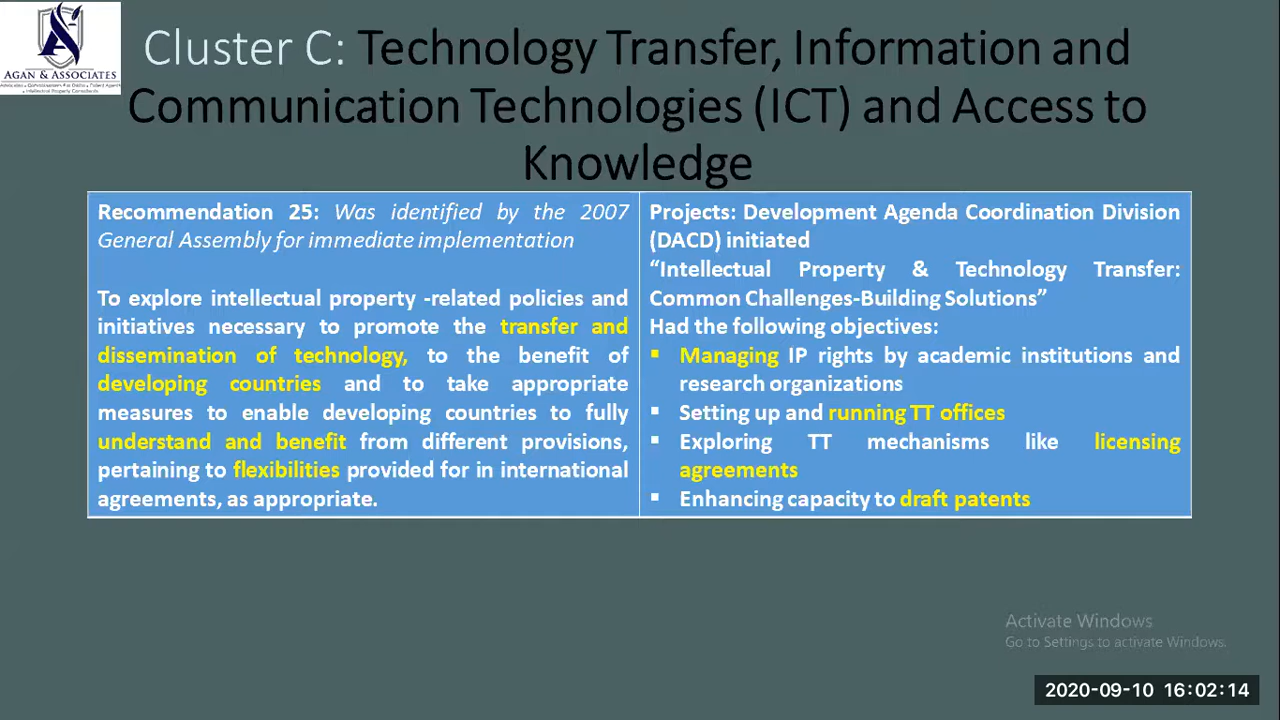 AGAN & ASSOCIATES
Cluster C: Technology Transfer, Information and
Communication Technologies (ICT) and Access to
Knowledge
Recommendation 25: Was identified by the 2007
General Assembly for immediate implementation
To explore intellectual property -related policies and
initiatives necessary to promote the transfer and
dissemination of technology, to the benefit of
developing countries and to take appropriate
measures to enable developing countries to fully
understand and benefit from different provisions,
pertaining to flexibilities provided for in international
agreements, as appropriate.
Projects: Development Agenda Coordination Division
(DACD) initiated
“Intellectual Property & Technology Transfer:
Common Challenges-Building Solutions”
Had the following objectives:
▪ Managing IP rights by academic institutions and
research organizations
▪ Setting up and running TT offices
▪ Exploring TT mechanisms like licensing
agreements
▪ Enhancing capacity to draft patents
Activate Windows
Go to Settings to activate Windows.
2020-09-10 16:02:14